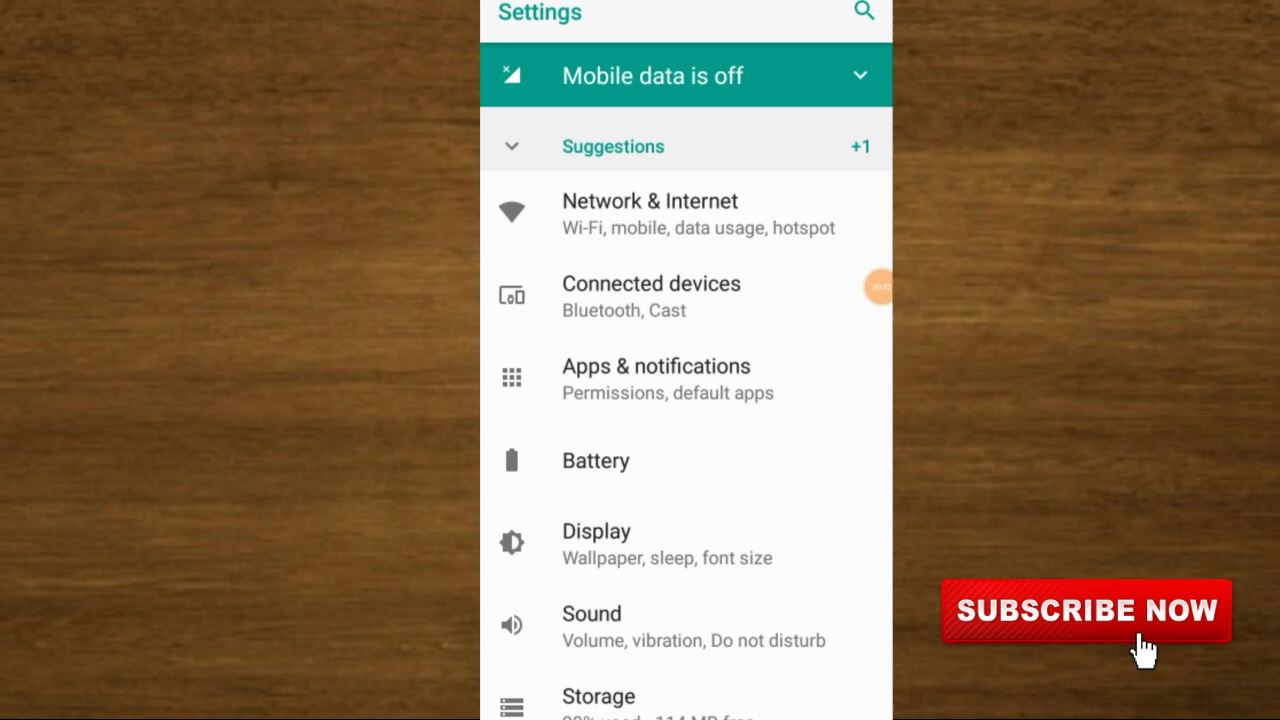 Settings
Mobile data is off
Suggestions +1
Network & Internet
Wi-Fi, mobile, data usage, hotspot
Connected devices
Bluetooth, Cast
Apps & notifications
Permissions, default apps
Battery
Display
Wallpaper, sleep, font size
Sound
Volume, vibration, Do not disturb
Storage
SUBSCRIBE NOW